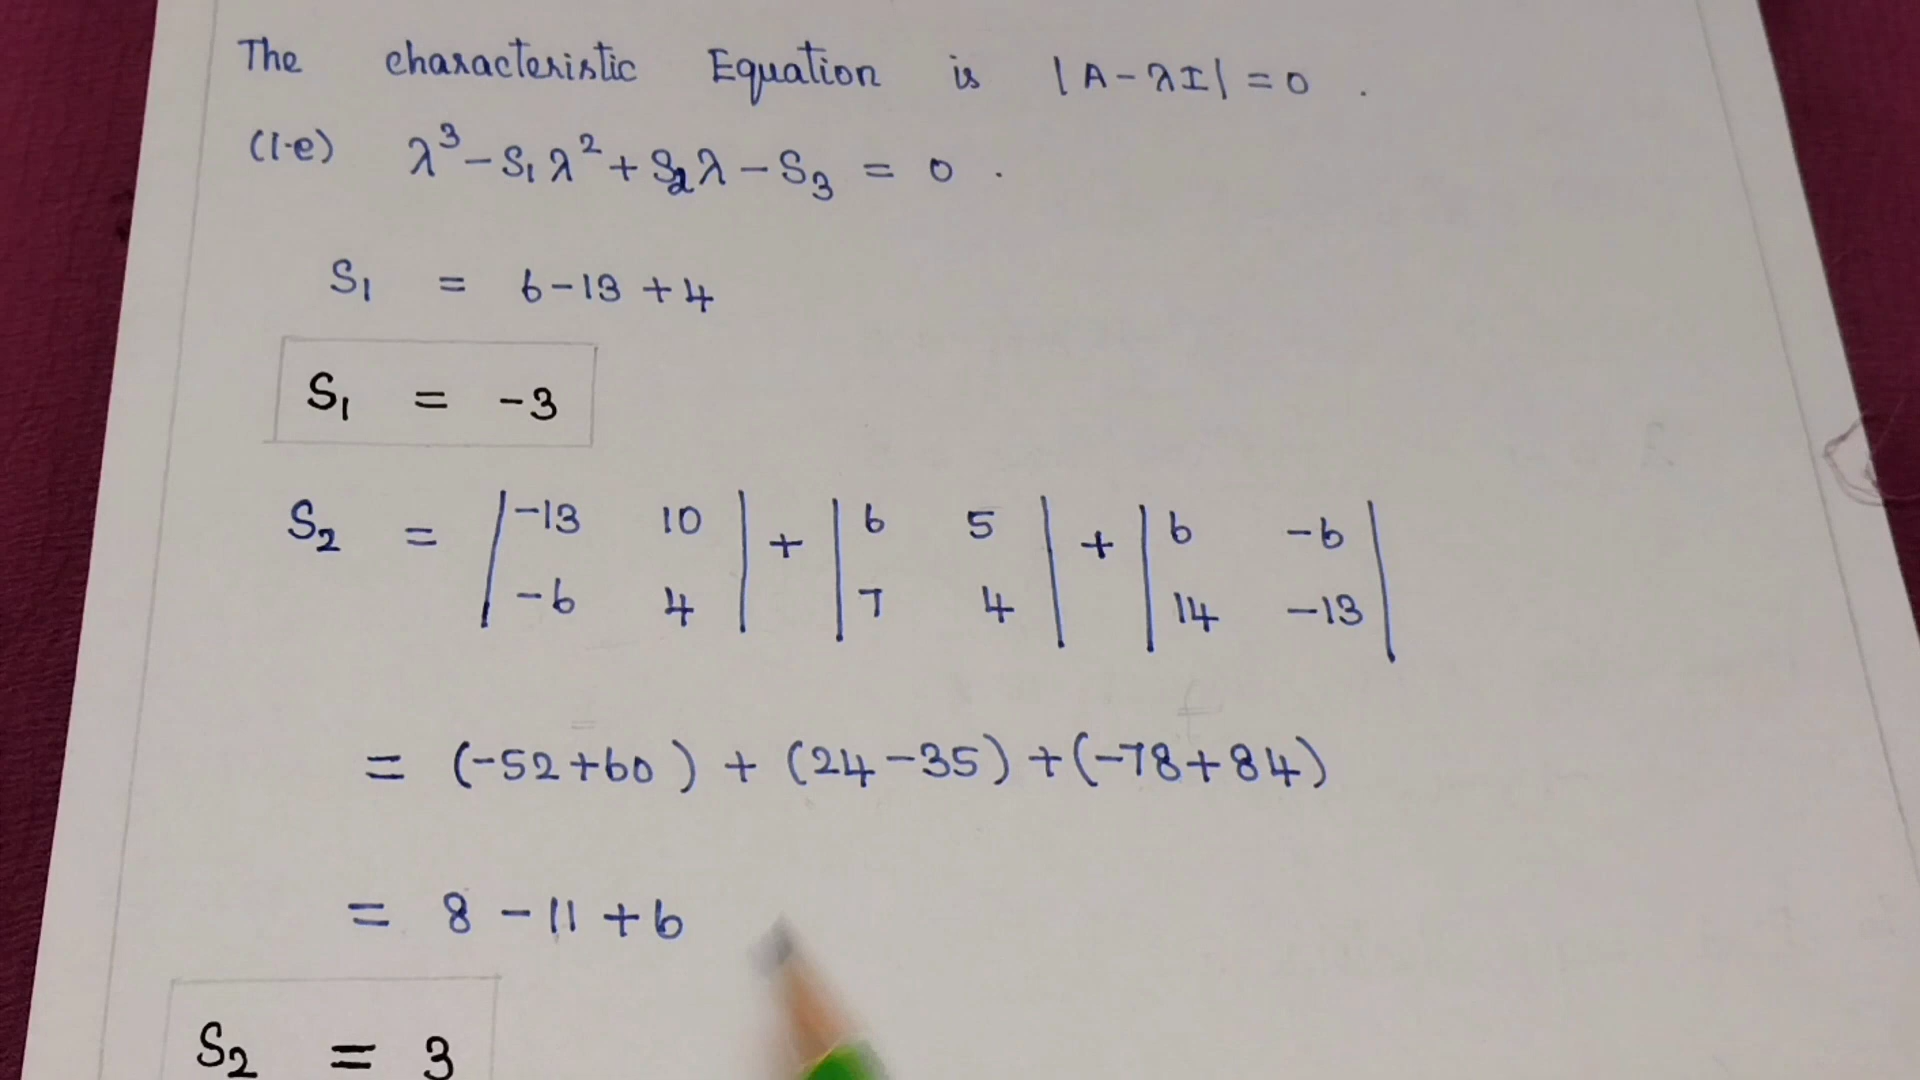 The characteristic Equation is |A-λI|=0 .
(i-e) λ³-S₁λ²+S₂λ-S₃ = 0 .
S₁ = 6-13+4
S₁ = -3
S₂ = |-13 10| + |6 5| + |6 -6|
|-6 4| |7 4| |14 -13|
= (-52+60) + (24-35)+(-78+84)
= 8-11+6
S₂ = 3